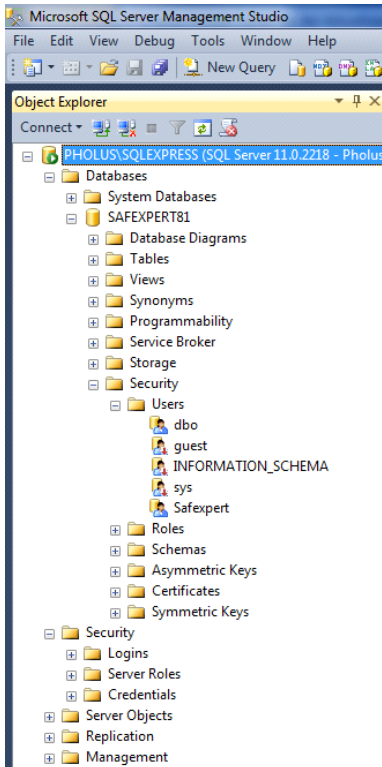 Microsoft SQL Server Management Studio
File Edit View Debug Tools Window Help
New Query
Object Explorer
Connect
PHOLUS\SQLEXPRESS (SQL Server 11.0.2218 - Pholus
Databases
System Databases
SAFEXPERT81
Database Diagrams
Tables
Views
Synonyms
Programmability
Service Broker
Storage
Security
Users
dbo
guest
INFORMATION_SCHEMA
sys
Safexpert
Roles
Schemas
Asymmetric Keys
Certificates
Symmetric Keys
Security
Logins
Server Roles
Credentials
Server Objects
Replication
Management